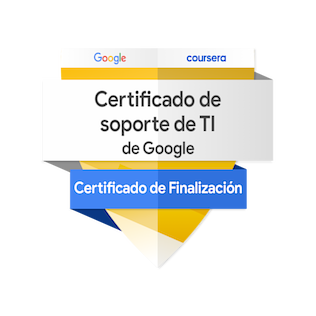 Google coursera
Certificado de
soporte de TI
de Google
Certificado de Finalización